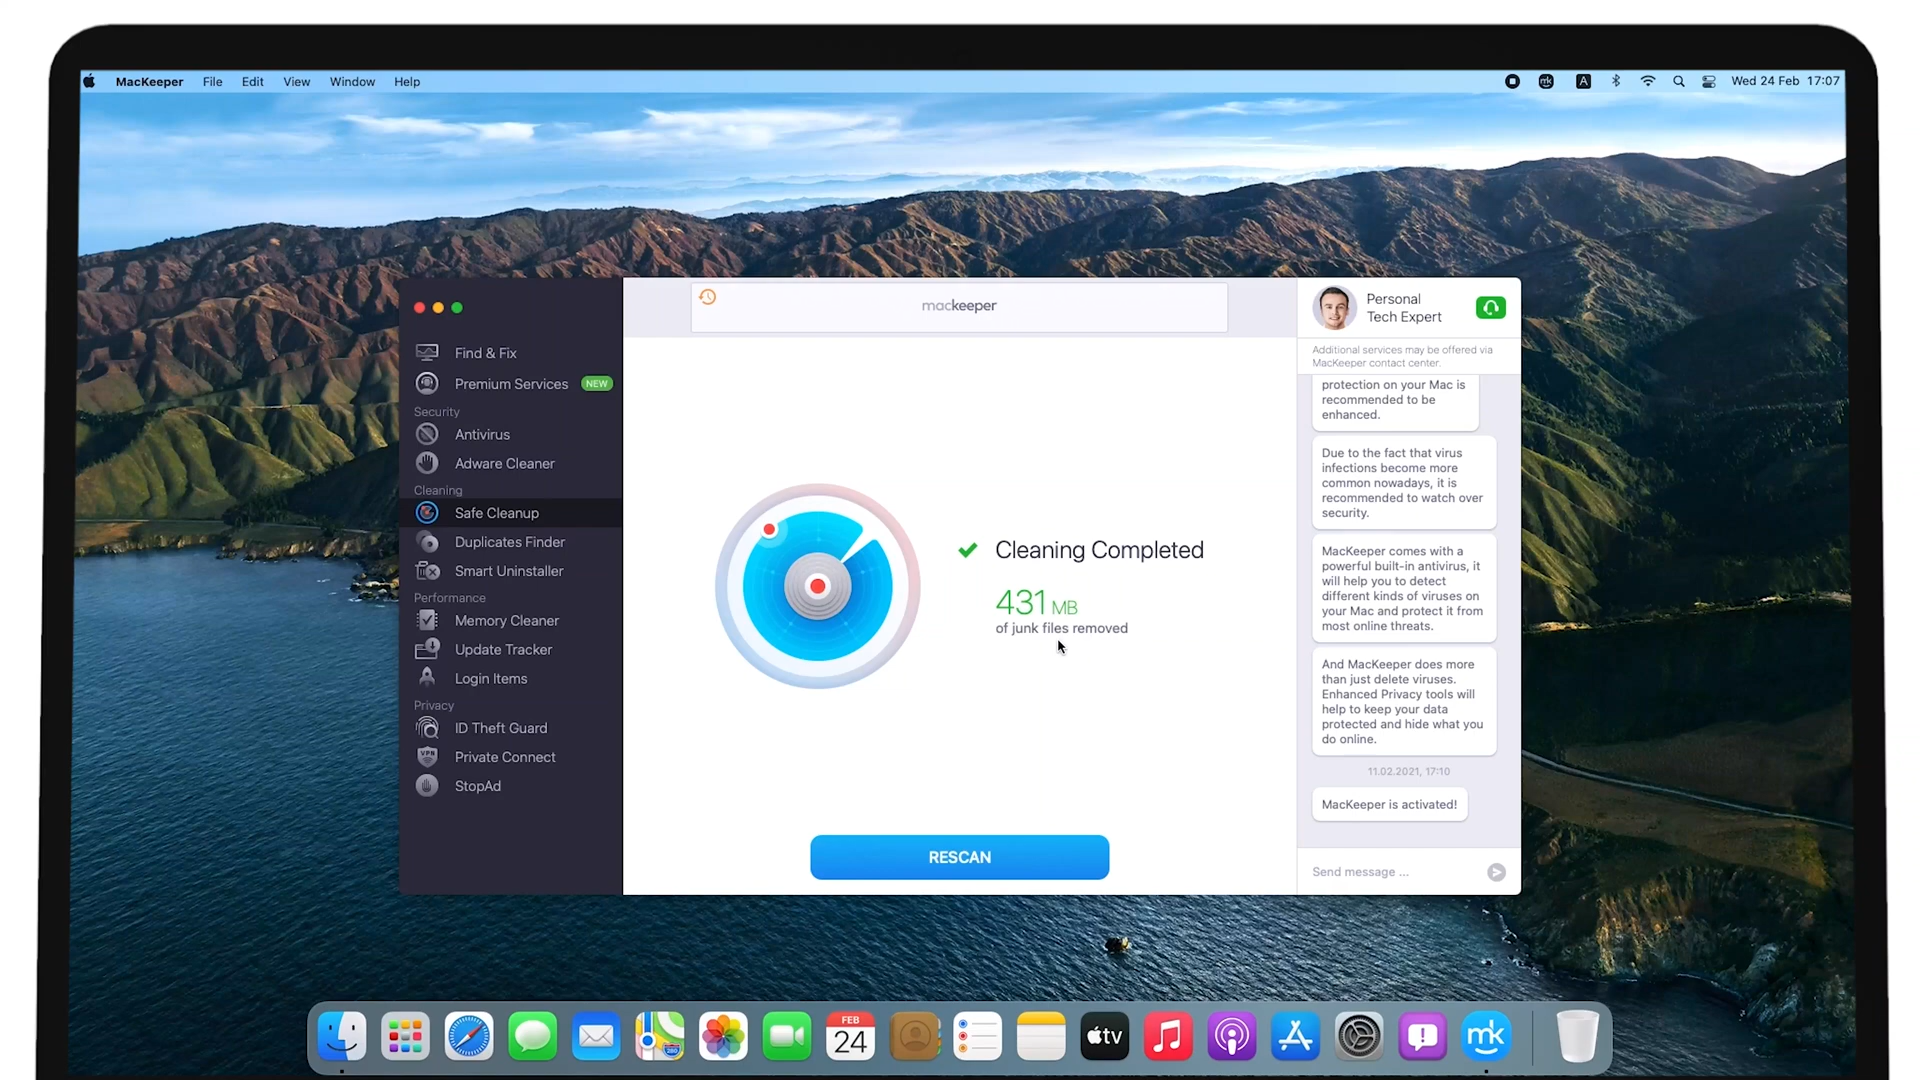 MacKeeper File Edit View Window Help
A Wed 24 Feb 17:07
mackeeper
Find & Fix
Premium Services NEW
Security
Antivirus
Adware Cleaner
Cleaning
Safe Cleanup
Duplicates Finder
Smart Uninstaller
Performance
Memory Cleaner
Update Tracker
Login Items
Privacy
ID Theft Guard
VPN
Private Connect
StopAd
Cleaning Completed
431 MB
of junk files removed
RESCAN
Personal
Tech Expert
Additional services may be offered via
MacKeeper contact center.
protection on your Mac is
recommended to be
enhanced.
Due to the fact that virus
infections become more
common nowadays, it is
recommended to watch over
security.
MacKeeper comes with a
powerful built-in antivirus, it
will help you to detect
different kinds of viruses on
your Mac and protect it from
most online threats.
And MacKeeper does more
than just delete viruses.
Enhanced Privacy tools will
help to keep your data
protected and hide what you
do online.
11.02.2021, 17:10
MacKeeper is activated!
Send message ...
280
FEB
24
tv
mk